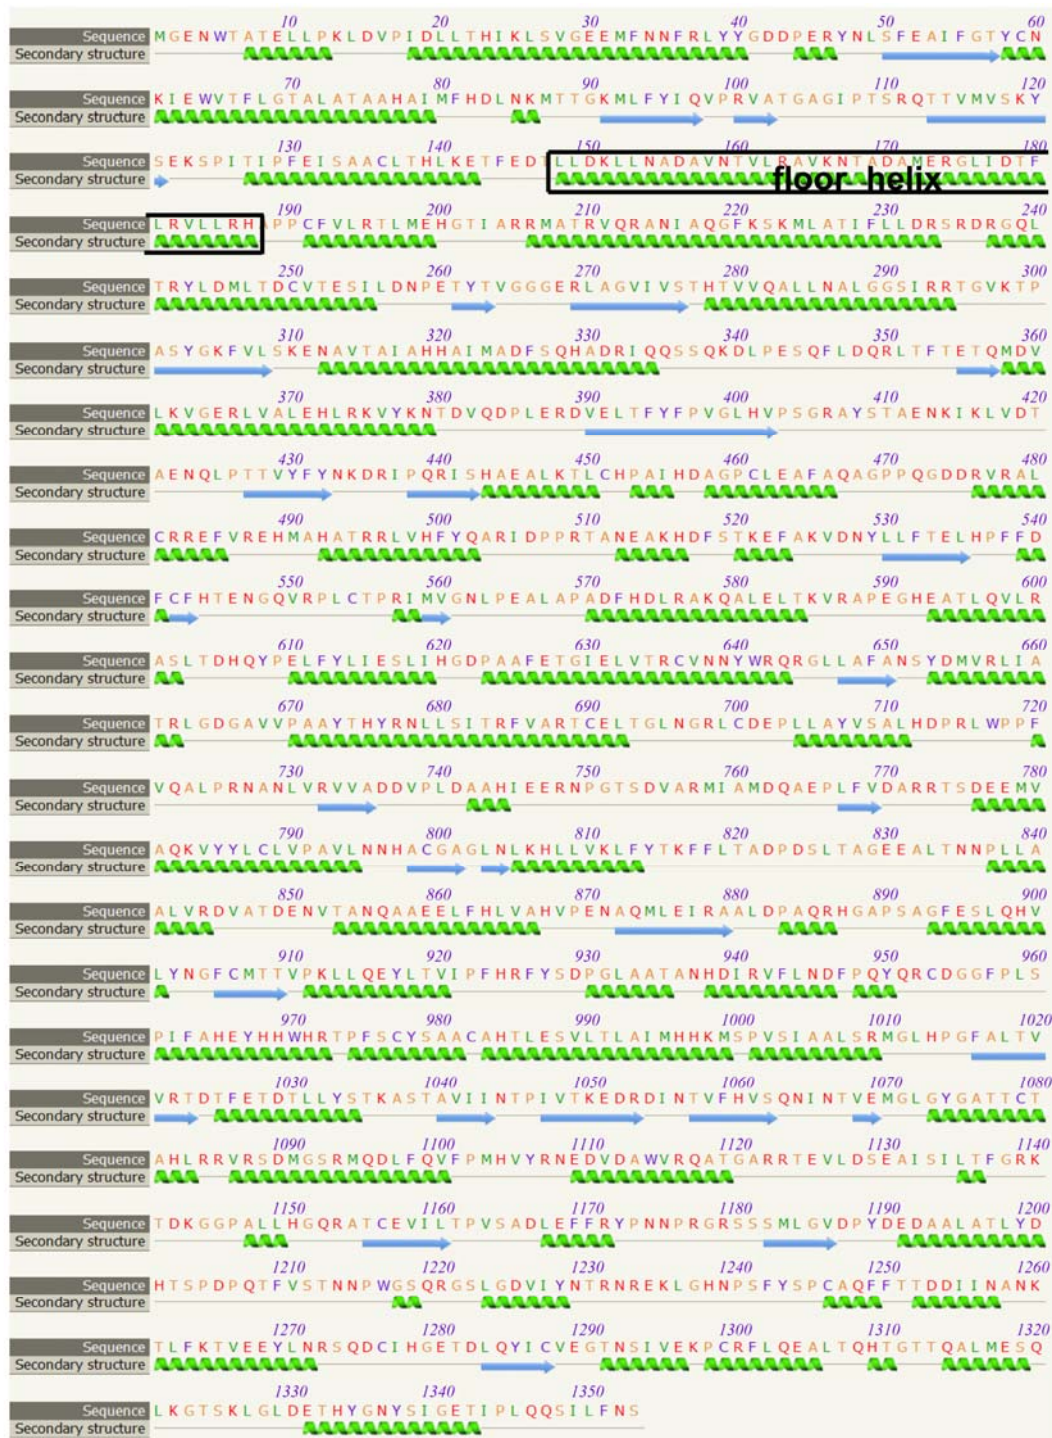 10 20 30 40 50 60
Sequence MGENWTATELLPKLDVPIDLLTHIKLSVGEEMFNNFRLYYGDDPERYNLSFEAIFGTYCN
Secondary structure
70 80 90 100 110 120
Sequence KIEWVTFLGTALATAAHAIMFHDLNKMTTGKMLFYIQVPRVATGAGIPTSRQTTVMVSKY
Secondary structure
130 140 150 160 170 180
Sequence SEKSPITIPFEISAACLTHLKETFEDTLLDKLLNADAVNTVLRAVKNTADAMERGLIDTF
Secondary structure
floor helix
190 200 210 220 230 240
Sequence LRVLLRHAPPCFVLRTLMEHGTIARRMATRVQRANIAQGFKSKMLATIFLLDRSRDRGQL
Secondary structure
250 260 270 280 290 300
Sequence TRYLDMLTDCVTESILDNPETYTVGGGERLAGVIVSTHTVVQALLNALGGSIRRTGVKTP
Secondary structure
310 320 330 340 350 360
Sequence ASYGKFVLSKENAVTAIAHHAIMADFSQHADRIQQSSQKDLPESQFLDQRLTFTETQMDV
Secondary structure
370 380 390 400 410 420
Sequence LKVGERLVALEHLRKVYKNTDVQDPLERDVELTFYFPVGLHVPSGRAYSTAENKIKLVDT
Secondary structure
430 440 450 460 470 480
Sequence AENQLPTTVYFYNKDRIPQRISHAEALKTLCHPAIHDAGPCLEAFAQAGPPQGDDRVRAL
Secondary structure
490 500 510 520 530 540
Sequence CRREFVREHMAHATRRLVHFYQARIDPPRTANEAKHDFSTKEFAKVDNYLLFTELHPFFD
Secondary structure
550 560 570 580 590 600
Sequence FCFHTENGQVRPLCTPRIMVGNLPEALAPADFHDLRAKQALELTKVRAPEGHEATLQVLR
Secondary structure
610 620 630 640 650 660
Sequence ASLTDHQYPELFYLIESLIHGDPAAFETGIELVTRCVNNYWRQRGLLAFANSYDMVRLIA
Secondary structure
670 680 690 700 710 720
Sequence TRLGDGAVVPAAYTHYRNLLSITRFVARTCELTGLNGRLCDEPLLAYVSALHDPRLWPPF
Secondary structure
730 740 750 760 770 780
Sequence VQALPRNANLVRVVADDVPLDAAHIEERNPGTSDVARMIAMDQAEPLFVDARRTSDEEMV
Secondary structure
790 800 810 820 830 840
Sequence AQKVYYLCLVPAVLNNHACGAGLNLKHLLVKLFYTKFFLTADPDSLTAGEEALTNNPLLA
Secondary structure
850 860 870 880 890 900
Sequence ALVRDVATDENVTANQAAEELFHLVAHVPENAQMLEIRAALDPAQRHGAPSAGFESLQHV
Secondary structure
910 920 930 940 950 960
Sequence LYNGFCMTTVPKLLQEYLTVIPFHRFYSDPGLAATANHDIRVFLNDFPQYQRCDGGFPLS
Secondary structure
970 980 990 1000 1010 1020
Sequence PIFAHEYHHWHRTPFSCYSAACAHTLESVLTLAIMHHKMSPVSIAALSRMGLHPGFALTV
Secondary structure
1030 1040 1050 1060 1070 1080
Sequence VRTDTFETDTLLYSTKASTAVIINTPIVTKEDRDINTVFHVSQNINTVEMGLGYGATTCT
Secondary structure
1090 1100 1110 1120 1130 1140
Sequence AHLRRVRSDMGSRMQDLFQVFPMHVYRNEDVDAWVRQATGARRTEVLDSEAISILTFGRK
Secondary structure
1150 1160 1170 1180 1190 1200
Sequence TDKGGPALLHGQRATCEVILTPVSADLEFFRYPNNPRGRSSSMLGVDPYDEDAALATLYD
Secondary structure
1210 1220 1230 1240 1250 1260
Sequence HTSPDPQTFVSTNNPWGSQRGSLGDVIYNTRNREKLGHNPSFYSPCAQFFTTDDIINANK
Secondary structure
1270 1280 1290 1300 1310 1320
Sequence TLFKTVEEYLNRSQDCIHGETDLQYICVEGTNSIVEKPCRFLQEALTQHTGTTQALMESQ
Secondary structure
1330 1340 1350
Sequence LKGTSKLGLDETHYGNYSIGETIPLQQSILFNS
Secondary structure